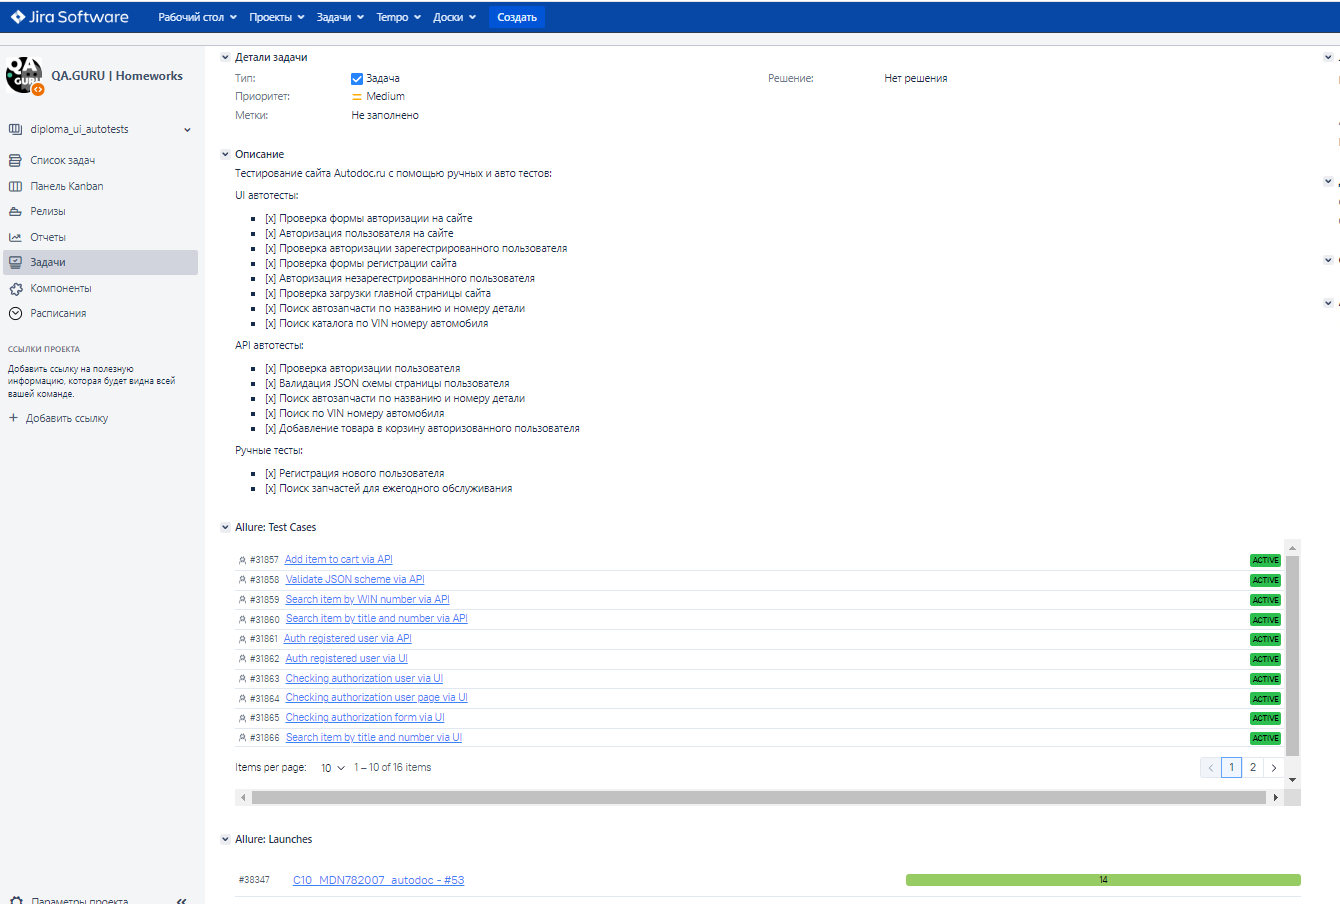 Jira Software
Рабочий стол Проекты Задачи Tempo Доски Создать
QA GURU
QA.GURU | Homeworks
diploma_ui_autotests
Список задач
Панель Kanban
Релизы
Отчеты
Задачи
Компоненты
Расписания
ССЫЛКИ ПРОЕКТА
Добавить ссылку на полезную
информацию, которая будет видна всей
вашей команде.
+ Добавить ссылку
Параметры проекта
Детали задачи
Тип: Задача Решение: Нет решения
Приоритет: Medium
Метки: Не заполнено
Описание
Тестирование сайта Autodoc.ru с помощью ручных и авто тестов:
UI автотесты:
[x] Проверка формы авторизации на сайте
[x] Авторизация пользователя на сайте
[x] Проверка авторизации зарегестрированного пользователя
[x] Проверка формы регистрации сайта
[x] Авторизация незарегестрированнного пользователя
[x] Проверка загрузки главной страницы сайта
[x] Поиск автозапчасти по названию и номеру детали
[x] Поиск каталога по VIN номеру автомобиля
API автотесты:
[x] Проверка авторизации пользователя
[x] Валидация JSON схемы страницы пользователя
[x] Поиск автозапчасти по названию и номеру детали
[x] Поиск по VIN номеру автомобиля
[x] Добавление товара в корзину авторизованного пользователя
Ручные тесты:
[x] Регистрация нового пользователя
[x] Поиск запчастей для ежегодного обслуживания
Allure: Test Cases
#31857 Add item to cart via API ACTIVE
#31858 Validate JSON scheme via API ACTIVE
#31859 Search item by WIN number via API ACTIVE
#31860 Search item by title and number via API ACTIVE
#31861 Auth registered user via API ACTIVE
#31862 Auth registered user via UI ACTIVE
#31863 Checking authorization user via UI ACTIVE
#31864 Checking authorization user page via UI ACTIVE
#31865 Checking authorization form via UI ACTIVE
#31866 Search item by title and number via UI ACTIVE
Items per page: 10 1 – 10 of 16 items 1 2
Allure: Launches
#38347 C10_MDN782007_autodoc - #53 14